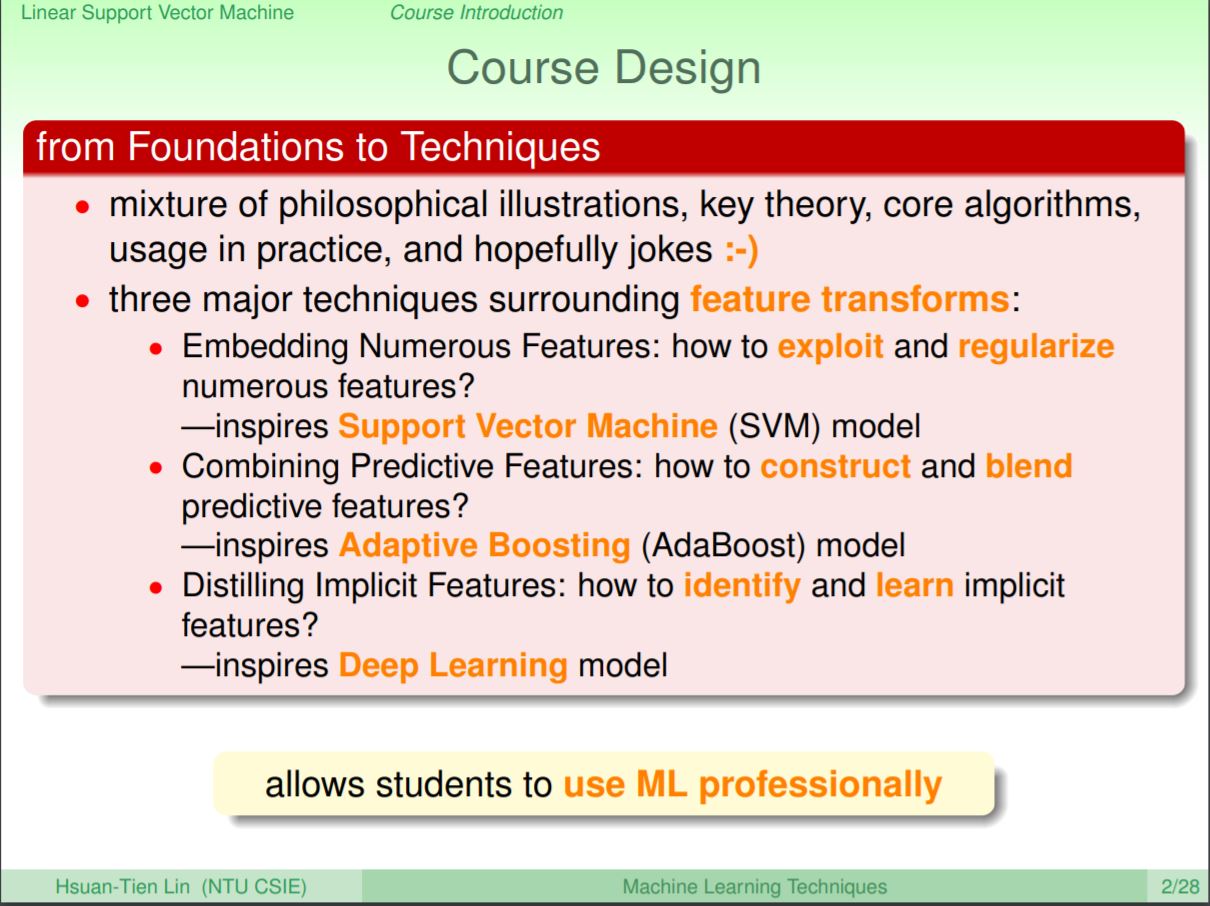 Linear Support Vector Machine Course Introduction
Course Design
from Foundations to Techniques
• mixture of philosophical illustrations, key theory, core algorithms,
usage in practice, and hopefully jokes :-)
• three major techniques surrounding feature transforms:
• Embedding Numerous Features: how to exploit and regularize
numerous features?
—inspires Support Vector Machine (SVM) model
• Combining Predictive Features: how to construct and blend
predictive features?
—inspires Adaptive Boosting (AdaBoost) model
• Distilling Implicit Features: how to identify and learn implicit
features?
—inspires Deep Learning model
allows students to use ML professionally
Hsuan-Tien Lin (NTU CSIE) Machine Learning Techniques 2/28